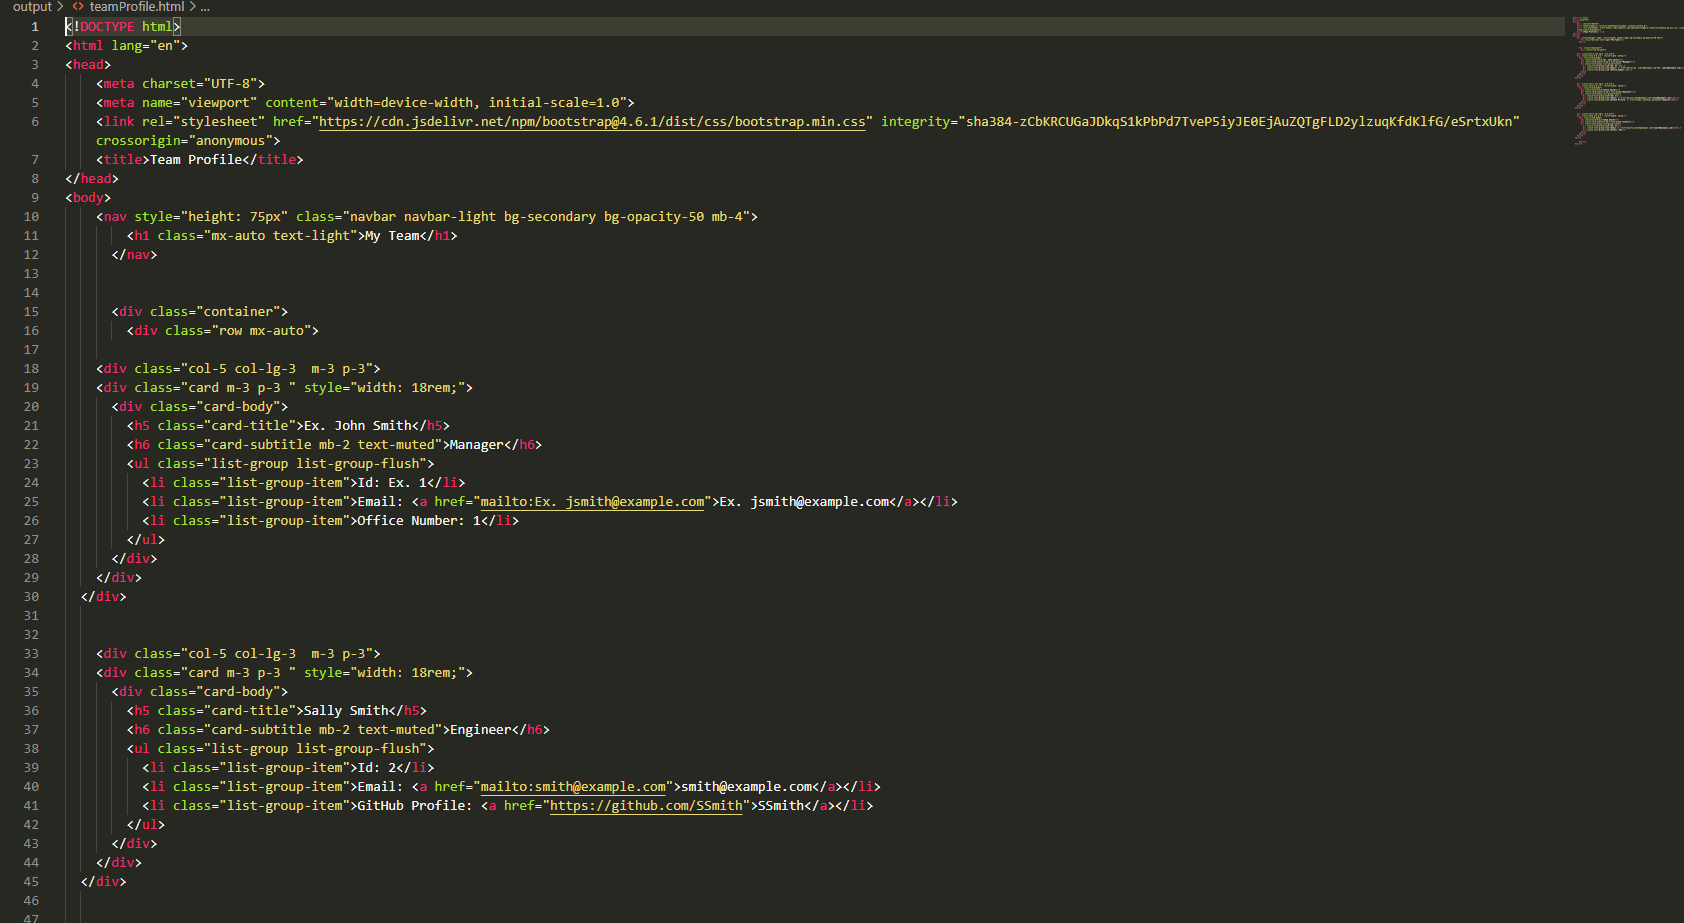 output > <> teamProfile.html > ...
1 <!DOCTYPE html>
2 <html lang="en">
3 <head>
4 <meta charset="UTF-8">
5 <meta name="viewport" content="width=device-width, initial-scale=1.0">
6 <link rel="stylesheet" href="https://cdn.jsdelivr.net/npm/bootstrap@4.6.1/dist/css/bootstrap.min.css" integrity="sha384-zCbKRCUGaJDkqS1kPbPd7TveP5iyJE0EjAuZQTgFLD2ylzuqKfdKlfG/eSrtxUkn"
crossorigin="anonymous">
7 <title>Team Profile</title>
8 </head>
9 <body>
10 <nav style="height: 75px" class="navbar navbar-light bg-secondary bg-opacity-50 mb-4">
11 <h1 class="mx-auto text-light">My Team</h1>
12 </nav>
13
14
15 <div class="container">
16 <div class="row mx-auto">
17
18 <div class="col-5 col-lg-3  m-3 p-3">
19 <div class="card m-3 p-3 " style="width: 18rem;">
20 <div class="card-body">
21 <h5 class="card-title">Ex. John Smith</h5>
22 <h6 class="card-subtitle mb-2 text-muted">Manager</h6>
23 <ul class="list-group list-group-flush">
24 <li class="list-group-item">Id: Ex. 1</li>
25 <li class="list-group-item">Email: <a href="mailto:Ex. jsmith@example.com">Ex. jsmith@example.com</a></li>
26 <li class="list-group-item">Office Number: 1</li>
27 </ul>
28 </div>
29 </div>
30 </div>
31
32
33 <div class="col-5 col-lg-3  m-3 p-3">
34 <div class="card m-3 p-3 " style="width: 18rem;">
35 <div class="card-body">
36 <h5 class="card-title">Sally Smith</h5>
37 <h6 class="card-subtitle mb-2 text-muted">Engineer</h6>
38 <ul class="list-group list-group-flush">
39 <li class="list-group-item">Id: 2</li>
40 <li class="list-group-item">Email: <a href="mailto:smith@example.com">smith@example.com</a></li>
41 <li class="list-group-item">GitHub Profile: <a href="https://github.com/SSmith">SSmith</a></li>
42 </ul>
43 </div>
44 </div>
45 </div>
46
47